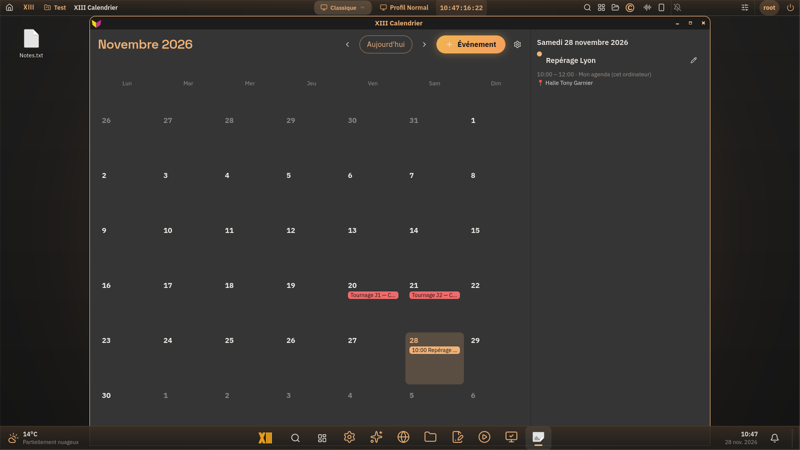 XIII
Test
XIII Calendrier
Classique
Profil Normal
10:47:16:22
root
Notes.txt
XIII Calendrier
Novembre 2026
Aujourd'hui
+ Événement
Lun Mar Mer Jeu Ven Sam Dim
26 27 28 29 30 31 1
2 3 4 5 6 7 8
9 10 11 12 13 14 15
16 17 18 19 20 21 22
Tournage J1 — C...
Tournage J2 — C...
23 24 25 26 27 28 29
10:00 Repérage ...
30 1 2 3 4 5 6
Samedi 28 novembre 2026
Repérage Lyon
10:00 – 12:00 · Mon agenda (cet ordinateur)
Halle Tony Garnier
14°C
Partiellement nuageux
XIII
10:47
28 nov. 2026